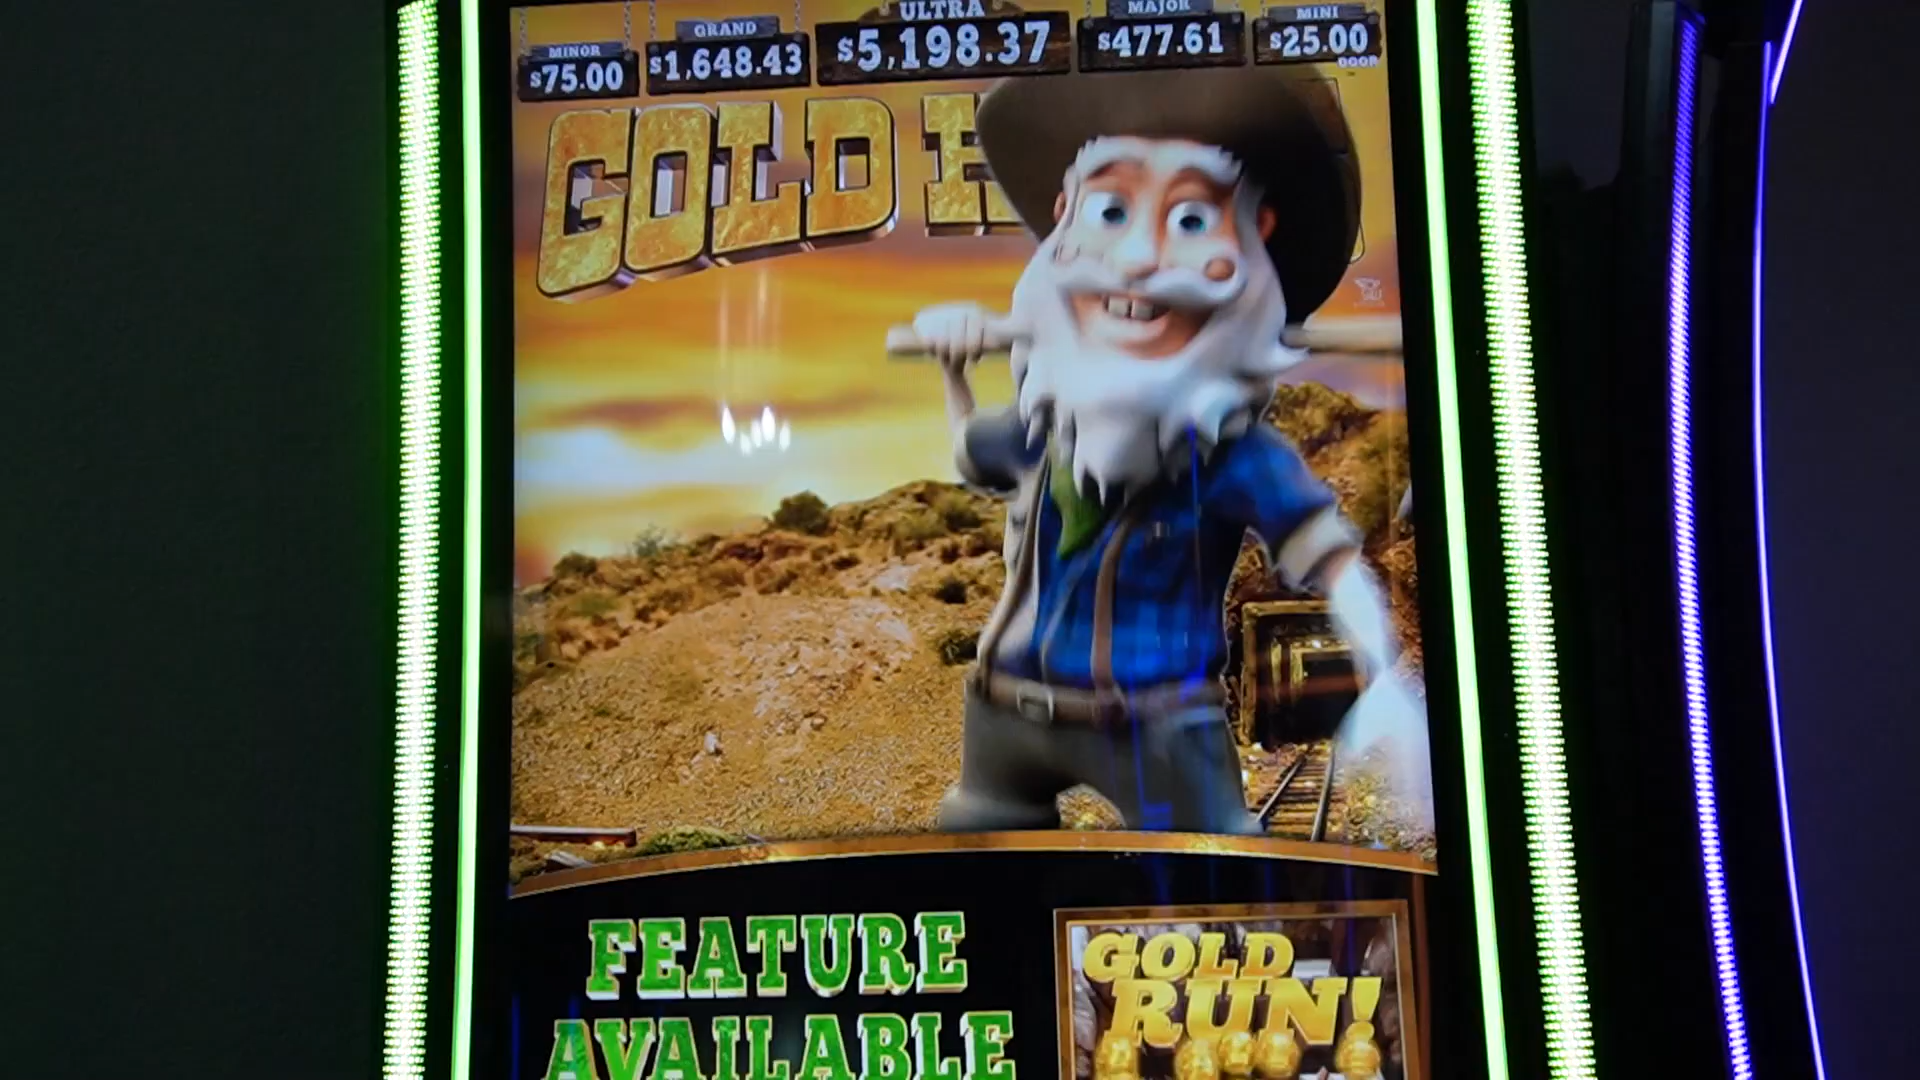 MINOR
$75.00
GRAND
$1,648.43
ULTRA
$5,198.37
MAJOR
$477.61
MINI
$25.00
DOOR
GOLD
FEATURE
AVAILABLE
GOLD
RUN!